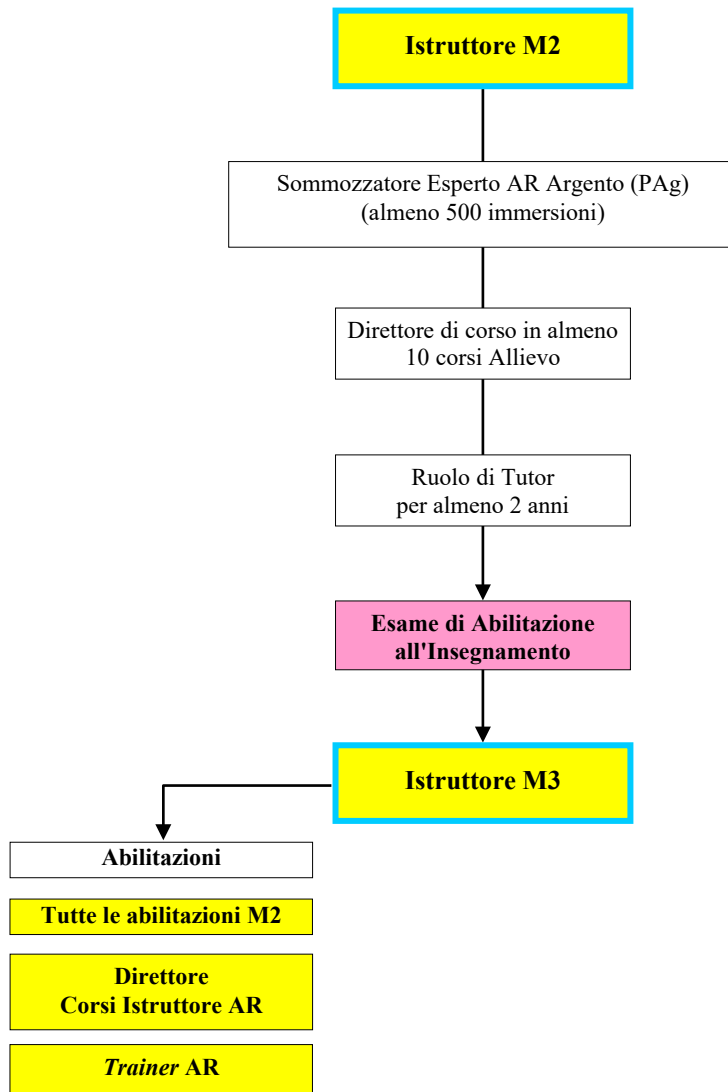 Istruttore M2
Sommozzatore Esperto AR Argento (PAg)
(almeno 500 immersioni)
Direttore di corso in almeno
10 corsi Allievo
Ruolo di Tutor
per almeno 2 anni
Esame di Abilitazione
all'Insegnamento
Istruttore M3
Abilitazioni
Tutte le abilitazioni M2
Direttore
Corsi Istruttore AR
Trainer AR